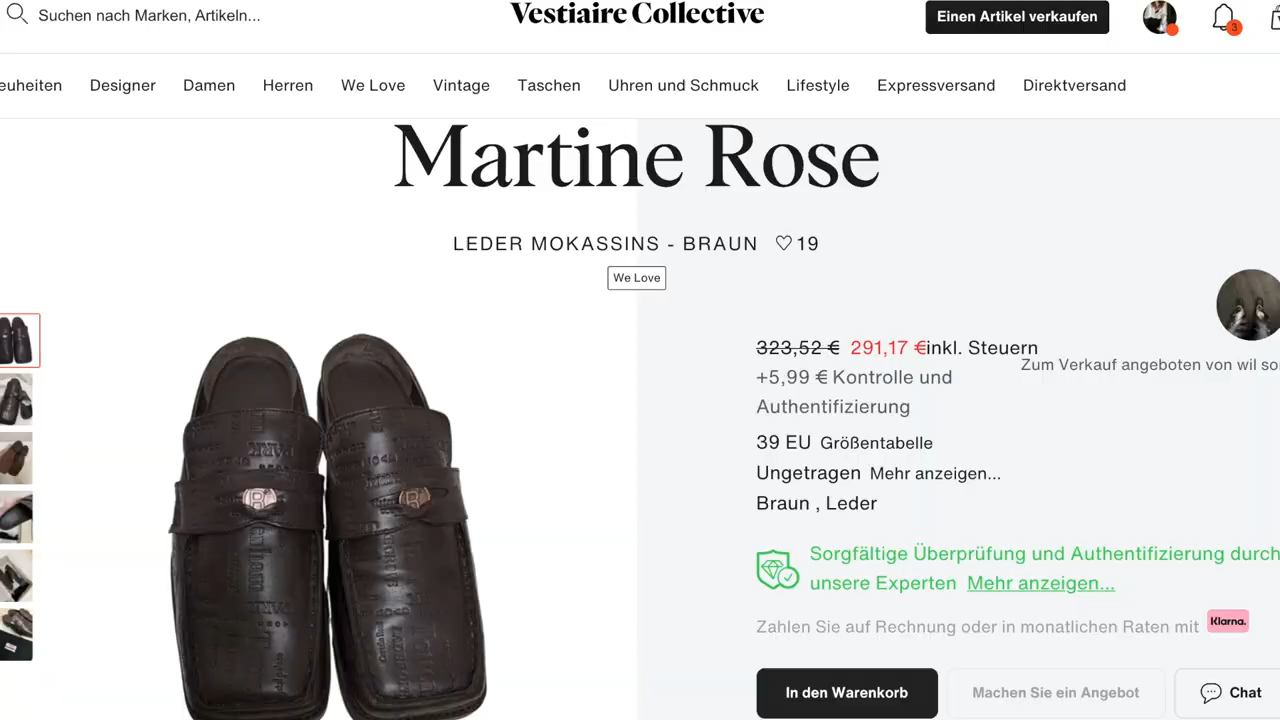 Suchen nach Marken, Artikeln...
Vestiaire Collective
Einen Artikel verkaufen
3
euheiten Designer Damen Herren We Love Vintage Taschen Uhren und Schmuck Lifestyle Expressversand Direktversand
Martine Rose
LEDER MOKASSINS - BRAUN 19
We Love
323,52 € 291,17 €inkl. Steuern
Zum Verkauf angeboten von wil so
+5,99 € Kontrolle und
Authentifizierung
39 EU Größentabelle
Ungetragen Mehr anzeigen...
Braun , Leder
Sorgfältige Überprüfung und Authentifizierung durch
unsere Experten Mehr anzeigen...
Zahlen Sie auf Rechnung oder in monatlichen Raten mit Klarna.
In den Warenkorb
Machen Sie ein Angebot
Chat